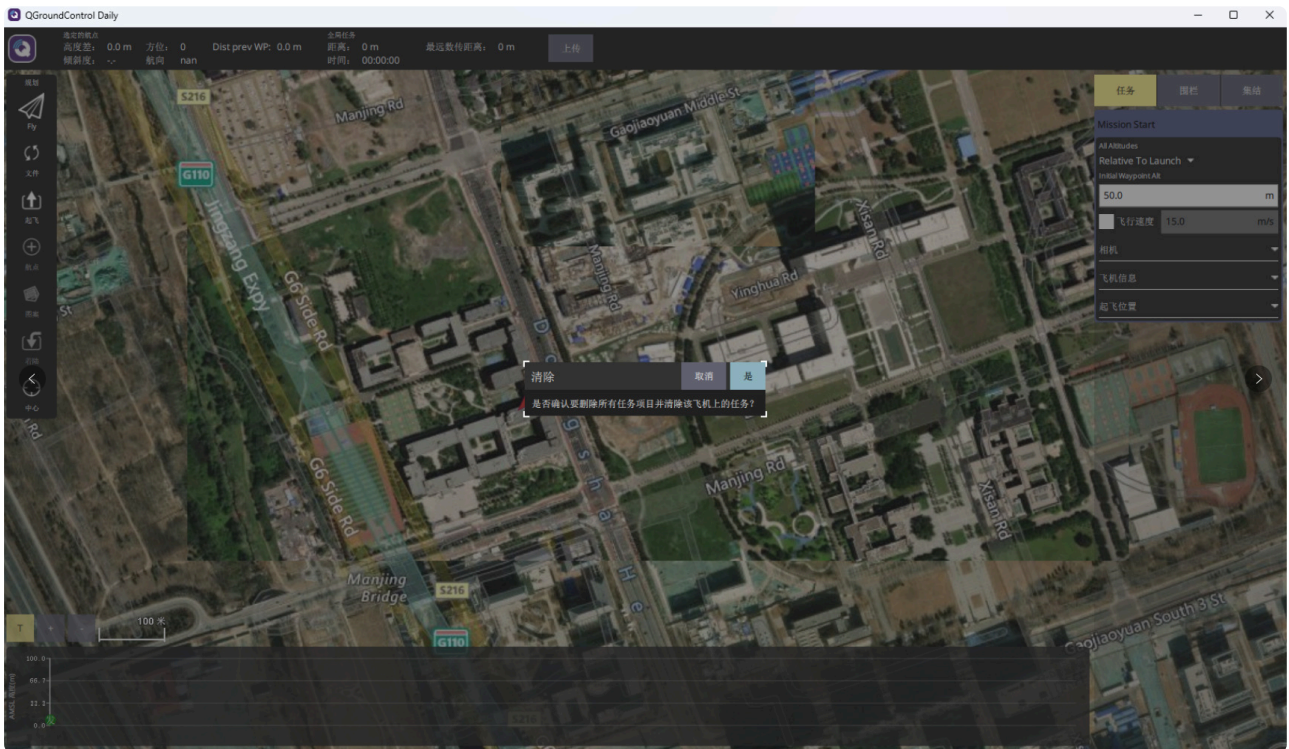 QGroundControl Daily
选定的航点
高度差: 0.0 m 方位: 0 Dist prev WP: 0.0 m
倾斜度: -.- 航向 nan
全局任务
距离: 0 m 最远数传距离: 0 m
时间: 00:00:00
上传
规划
Fly
文件
起飞
航点
图案
召回
中心
任务 围栏 集结
Mission Start
All Altitudes
Relative To Launch
Initial Waypoint Alt
50.0 m
飞行速度 15.0 m/s
相机
飞机信息
起飞位置
S216
Manjing Rd
Gaojiaoyuan Middle St
G110
Jingzang Expy
G6 Side Rd
Manjing Rd
Xisan Rd
Yinghua Rd
St
清除 取消 是
是否确认要删除所有任务项目并清除该飞机上的任务?
Rd
G6 Side Rd
Manjing Rd
Xisan Rd
Manjing
Bridge
S216
G110
Gaojiaoyuan South 3 St
T + -
100 米
100.0
66.7
22.2
0.0
S216